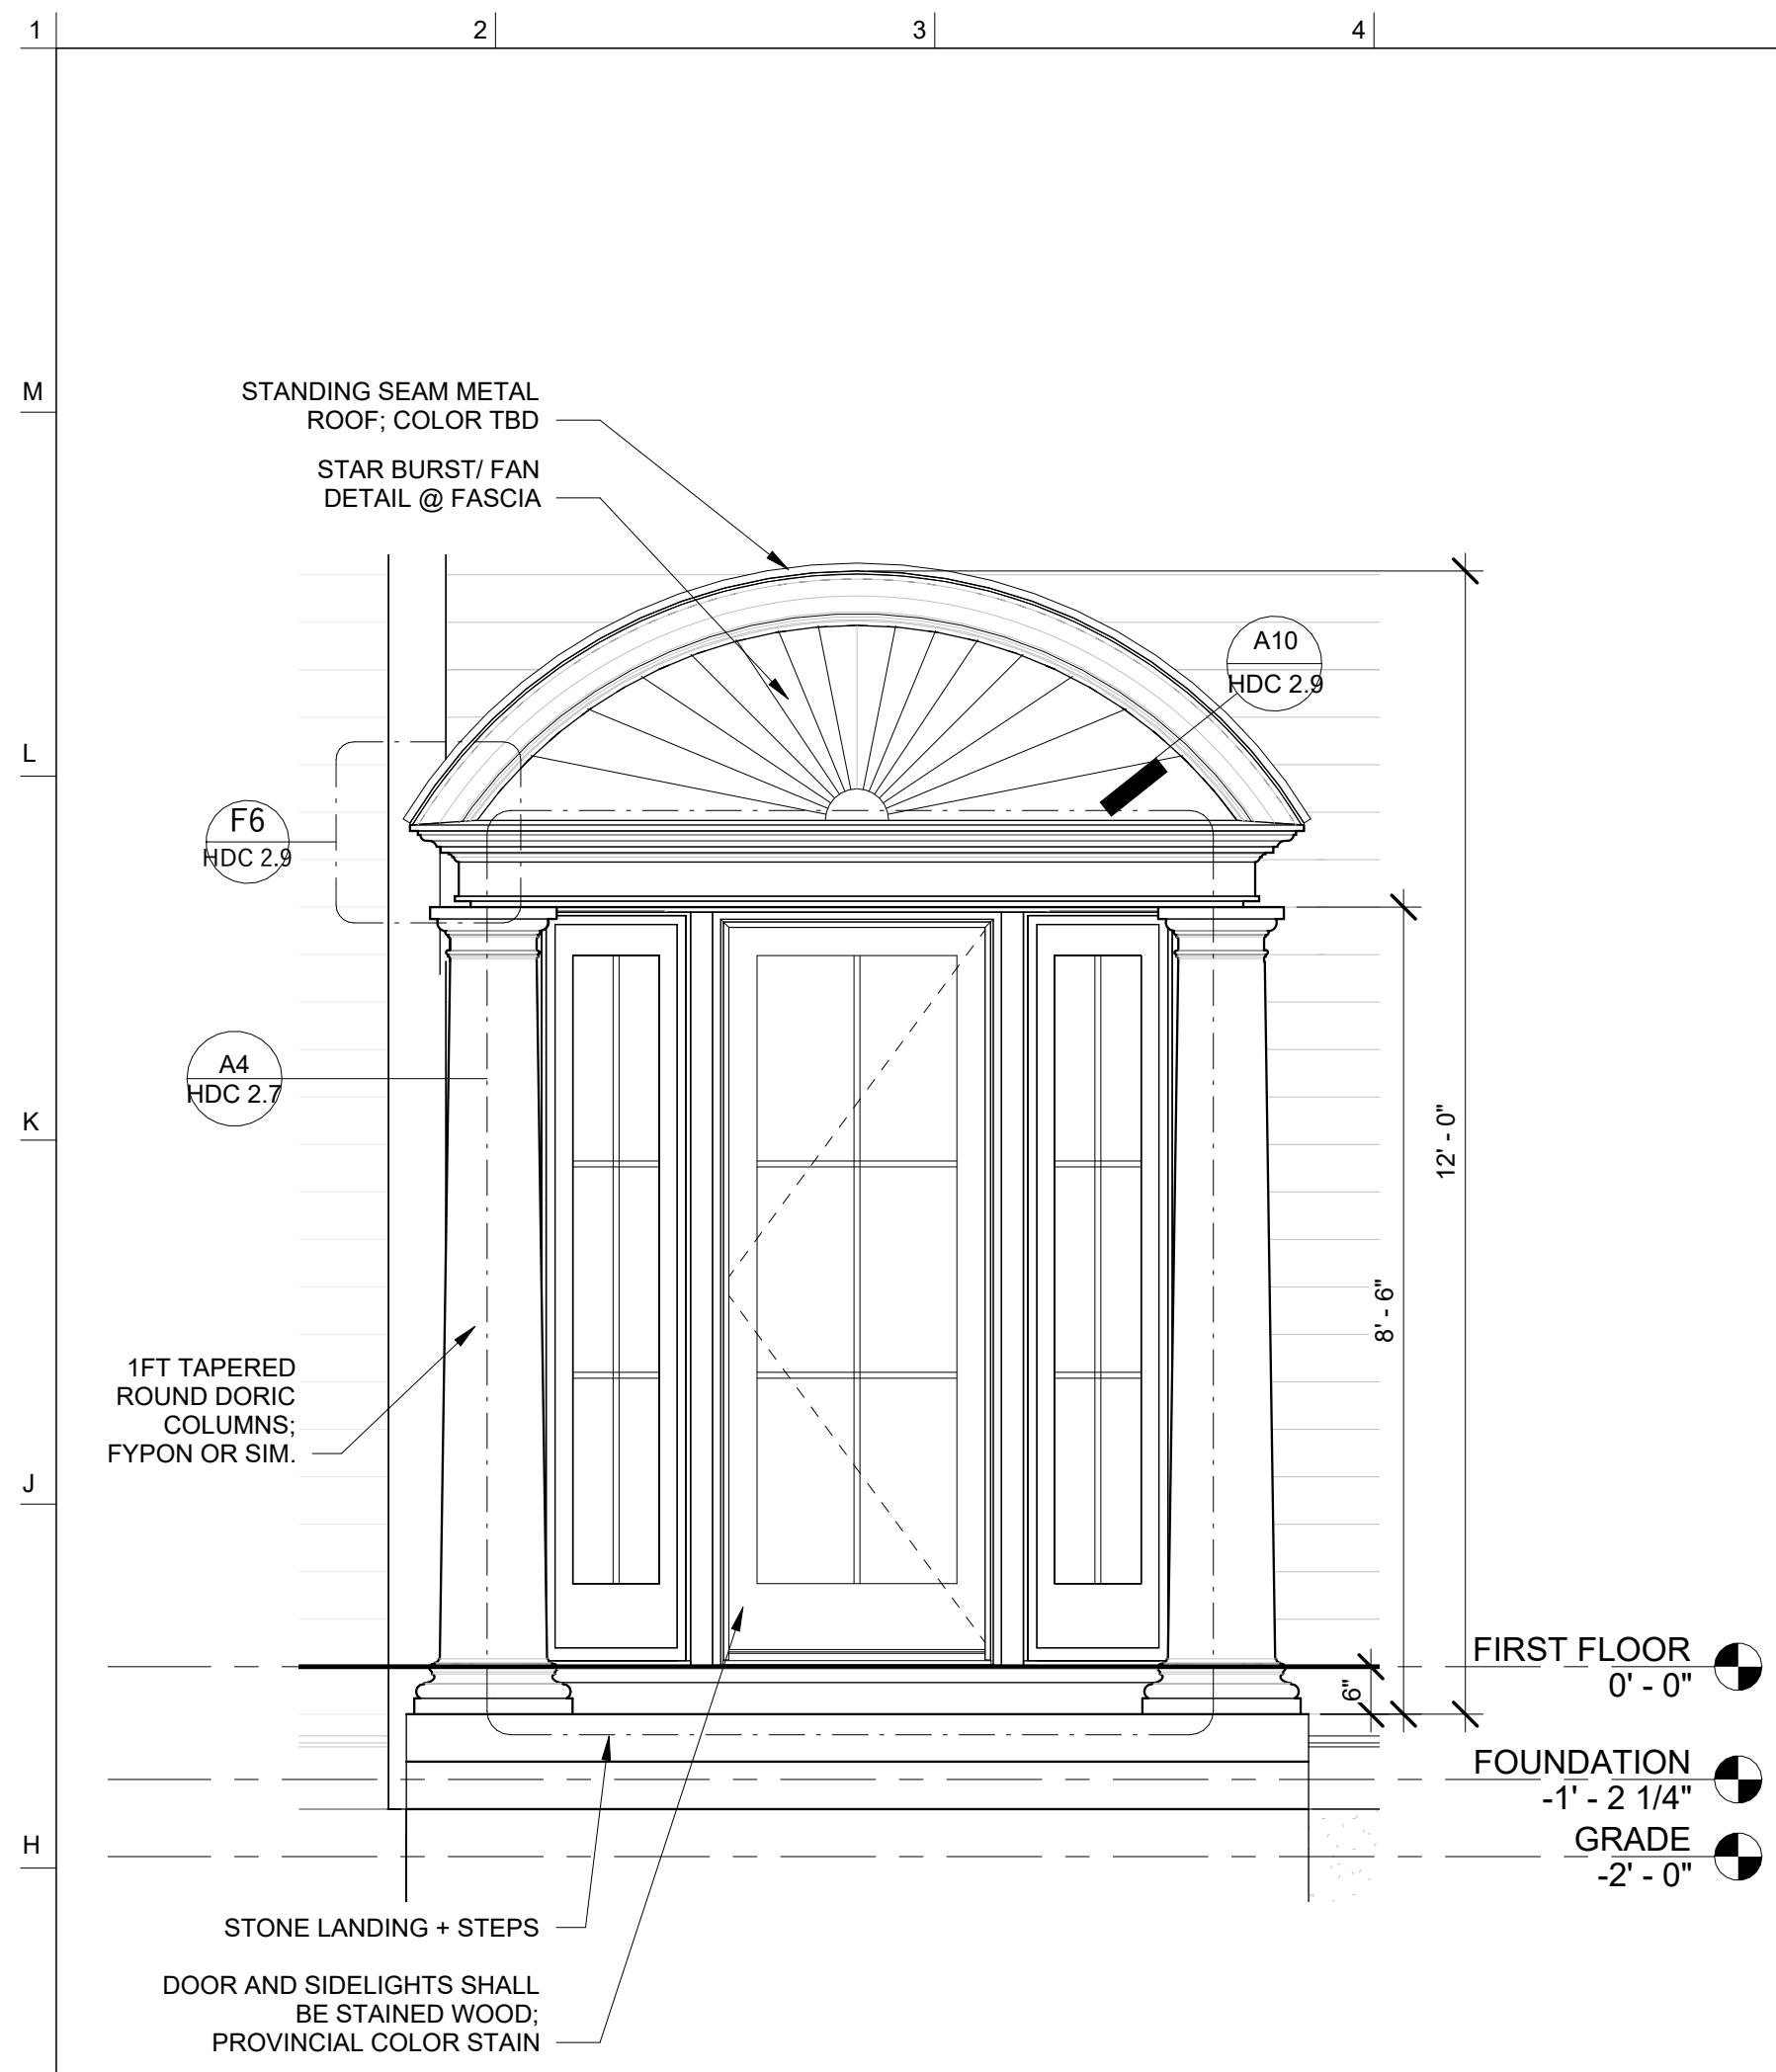 1
2
3
4
M
STANDING SEAM METAL
ROOF; COLOR TBD
STAR BURST/ FAN
DETAIL @ FASCIA
A10
HDC 2.9
L
F6
HDC 2.9
A4
HDC 2.7
K
12' - 0"
8' - 6"
1FT TAPERED
ROUND DORIC
COLUMNS;
FYPON OR SIM.
J
FIRST FLOOR
0' - 0"
6"
FOUNDATION
-1' - 2 1/4"
GRADE
-2' - 0"
H
STONE LANDING + STEPS
DOOR AND SIDELIGHTS SHALL
BE STAINED WOOD;
PROVINCIAL COLOR STAIN